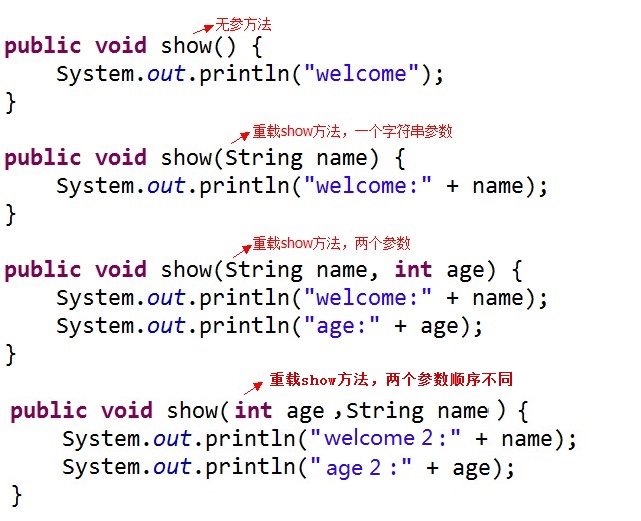 无参方法
public void show() {
System.out.println("welcome");
}
重载show方法，一个字符串参数
public void show(String name) {
System.out.println("welcome:" + name);
}
重载show方法，两个参数
public void show(String name, int age) {
System.out.println("welcome:" + name);
System.out.println("age:" + age);
}
重载show方法，两个参数顺序不同
public void show(int age ,String name ) {
System.out.println("welcome 2 :" + name);
System.out.println(" age 2 :" + age);
}